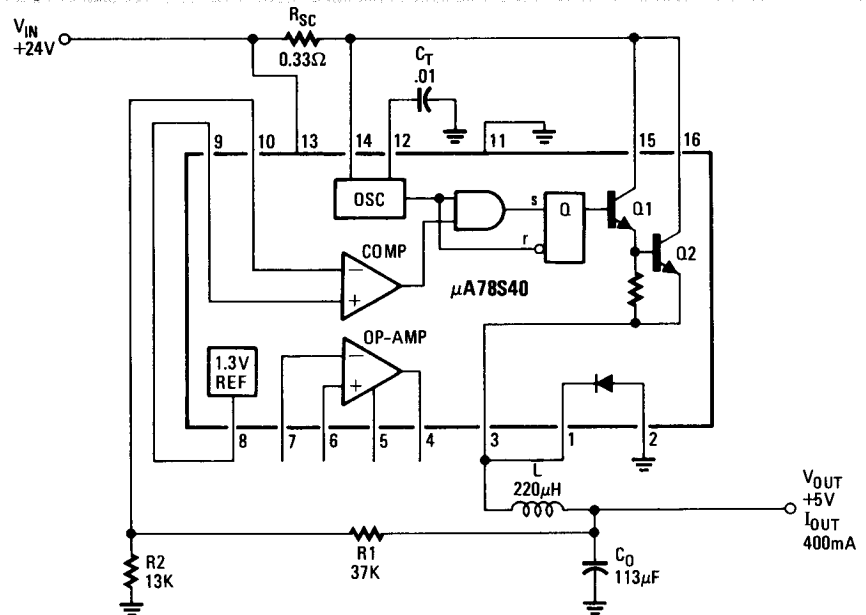 V_IN
+24V
R_SC
0.33Ω
C_T
.01
9 10 13 14 12 11 15 16
OSC
s
Q
Q1
r
COMP
−
+
μA78S40
Q2
OP-AMP
−
+
1.3V
REF
8 7 6 5 4 3 1 2
L
220μH
V_OUT
+5V
I_OUT
400mA
R2
13K
R1
37K
C_O
113μF